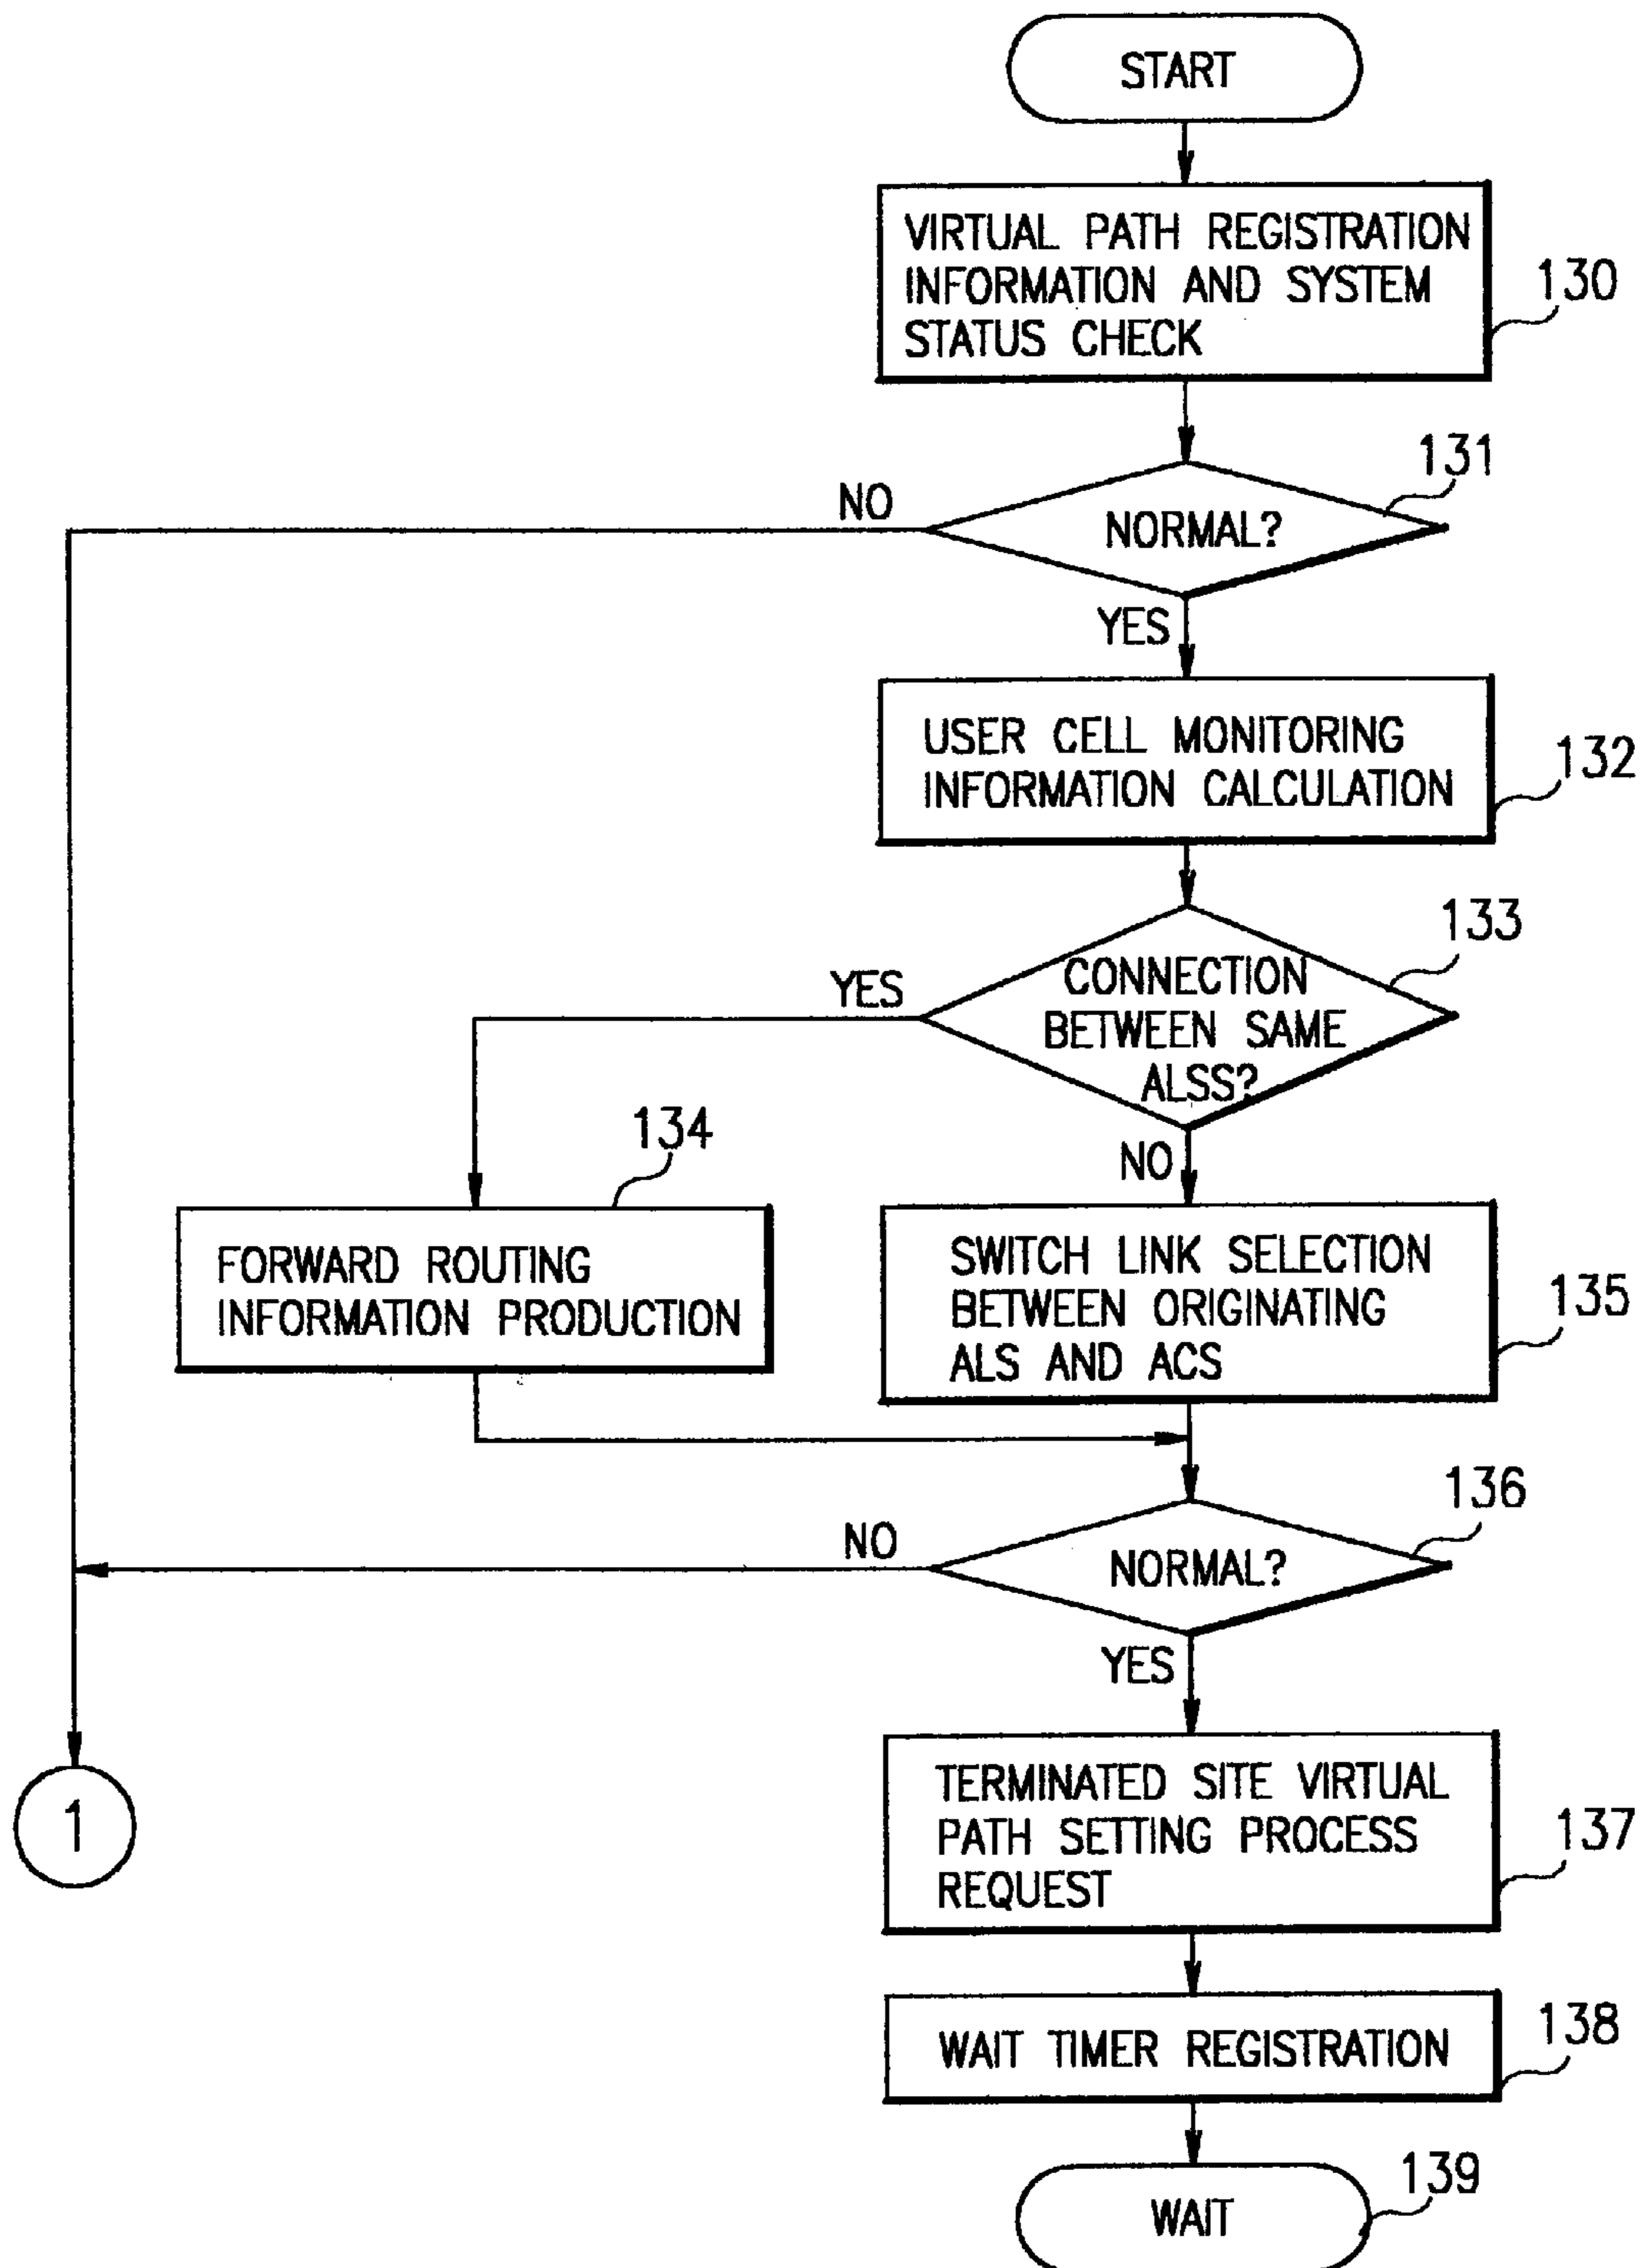 START
VIRTUAL PATH REGISTRATION
INFORMATION AND SYSTEM
STATUS CHECK
130
131
NO
NORMAL?
YES
USER CELL MONITORING
INFORMATION CALCULATION
132
133
YES
CONNECTION
BETWEEN SAME
ALSS?
NO
134
FORWARD ROUTING
INFORMATION PRODUCTION
SWITCH LINK SELECTION
BETWEEN ORIGINATING
ALS AND ACS
135
136
NO
NORMAL?
YES
1
TERMINATED SITE VIRTUAL
PATH SETTING PROCESS
REQUEST
137
WAIT TIMER REGISTRATION
138
WAIT
139